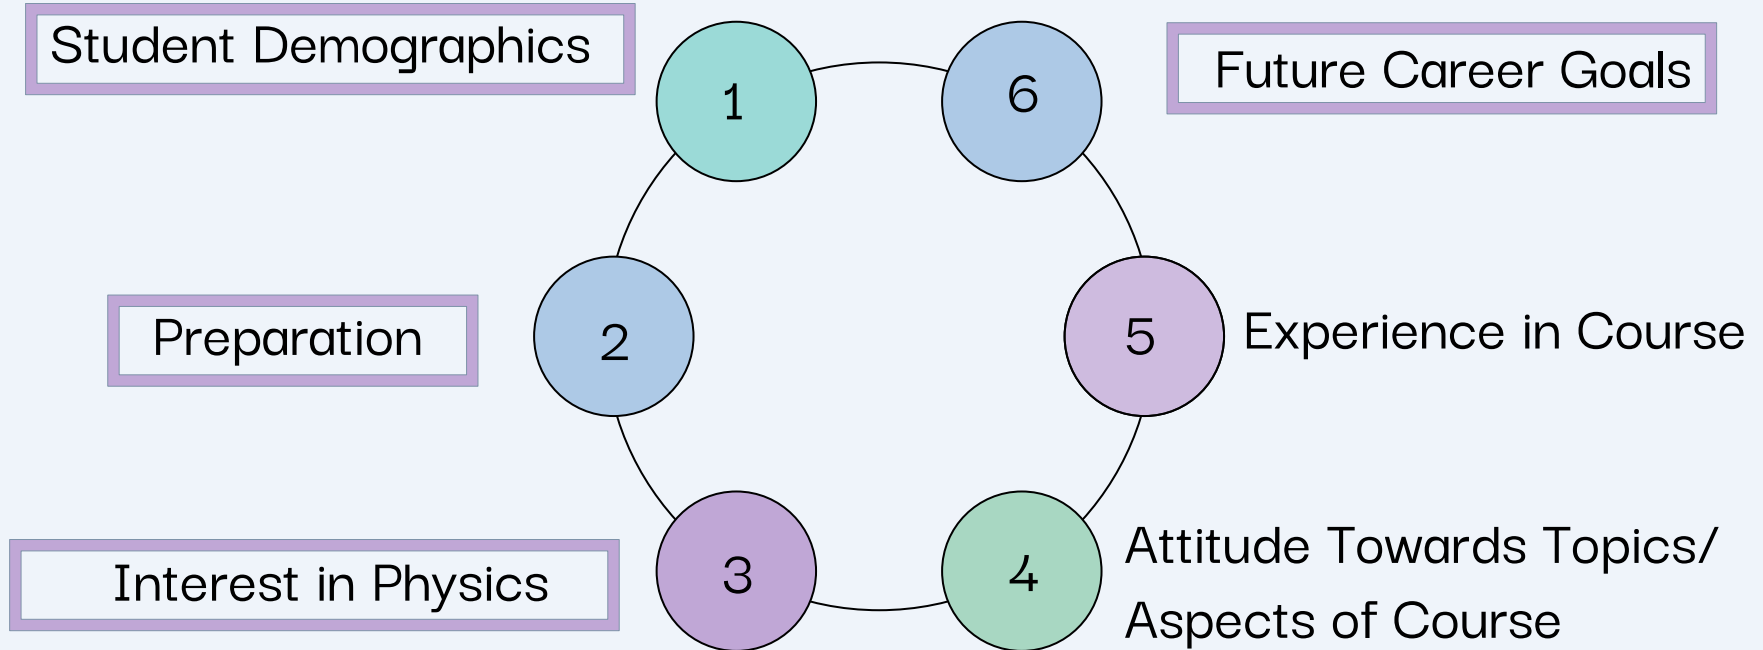 Student Demographics
1
6
Future Career Goals
Preparation
2
5
Experience in Course
Interest in Physics
3
4
Attitude Towards Topics/
Aspects of Course